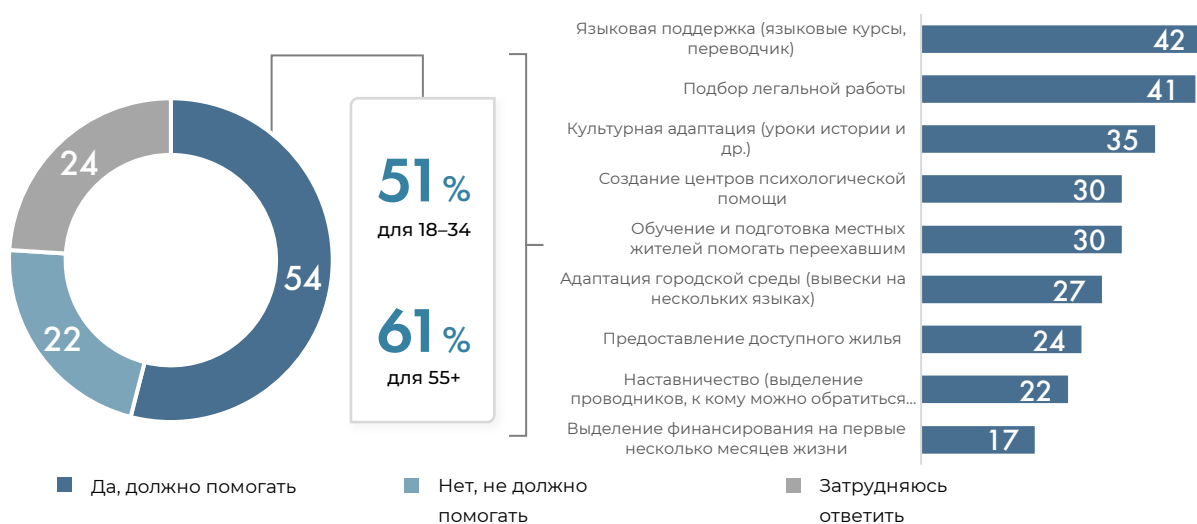 24
22
54
51 %
для 18–34
61 %
для 55+
Языковая поддержка (языковые курсы,
переводчик)
42
Подбор легальной работы
41
Культурная адаптация (уроки истории и
др.)
35
Создание центров психологической
помощи
30
Обучение и подготовка местных
жителей помогать переехавшим
30
Адаптация городской среды (вывески на
нескольких языках)
27
Предоставление доступного жилья
24
Наставничество (выделение
проводников, к кому можно обратиться...
22
Выделение финансирования на первые
несколько месяцев жизни
17
Да, должно помогать
Нет, не должно
помогать
Затрудняюсь
ответить